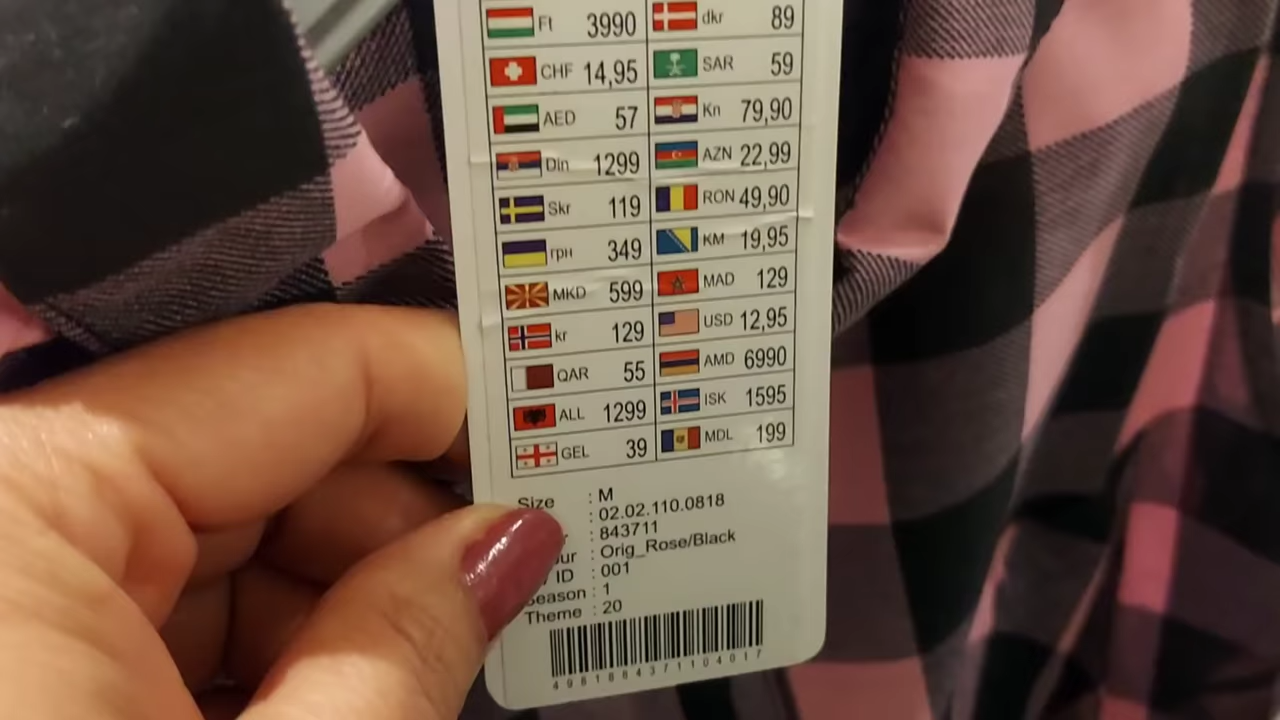 Ft 3990 dkr 89
CHF 14,95 SAR 59
AED 57 Kn 79,90
Din 1299 AZN 22,99
Skr 119 RON 49,90
грн 349 KM 19,95
MKD 599 MAD 129
kr 129 USD 12,95
QAR 55 AMD 6990
ALL 1299 ISK 1595
GEL 39 MDL 199
Size : M
: 02.02.110.0818
: 843711
: Orig_Rose/Black
ID : 001
Season : 1
Theme : 20
4981884371104017